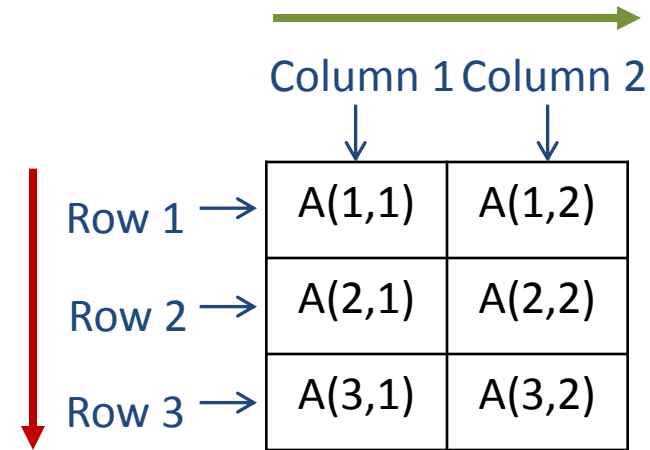 Column 1 Column 2
Row 1 A(1,1) A(1,2)
Row 2 A(2,1) A(2,2)
Row 3 A(3,1) A(3,2)